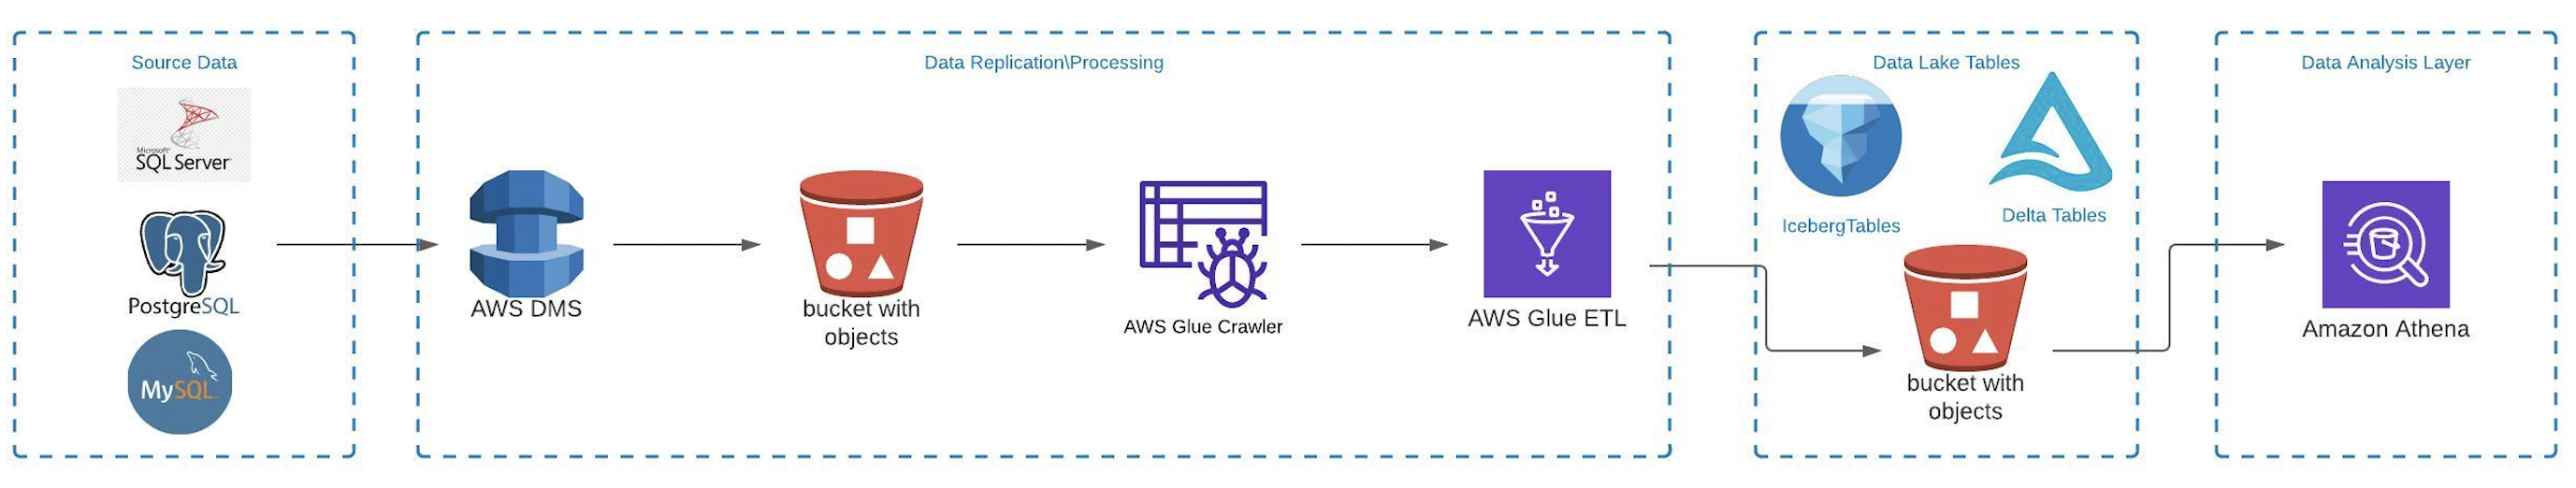 Source Data
Microsoft
SQL Server
PostgreSQL
MySQL
Data Replication\Processing
AWS DMS
bucket with
objects
AWS Glue Crawler
AWS Glue ETL
Data Lake Tables
IcebergTables
Delta Tables
bucket with
objects
Data Analysis Layer
Amazon Athena